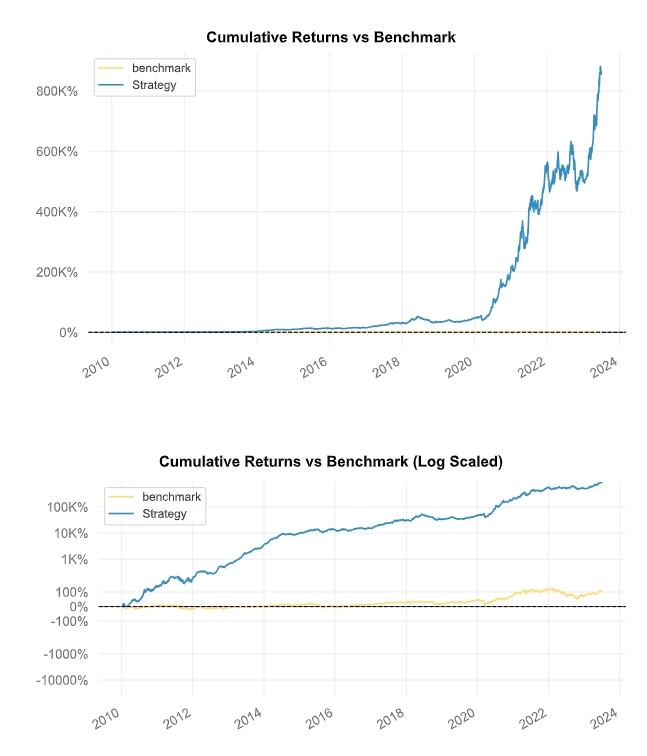 Cumulative Returns vs Benchmark
benchmark
Strategy
800K%
600K%
400K%
200K%
0%
2010
2012
2014
2016
2018
2020
2022
2024
Cumulative Returns vs Benchmark (Log Scaled)
benchmark
Strategy
100K%
10K%
1K%
100%
0%
-100%
-1000%
-10000%
2010
2012
2014
2016
2018
2020
2022
2024